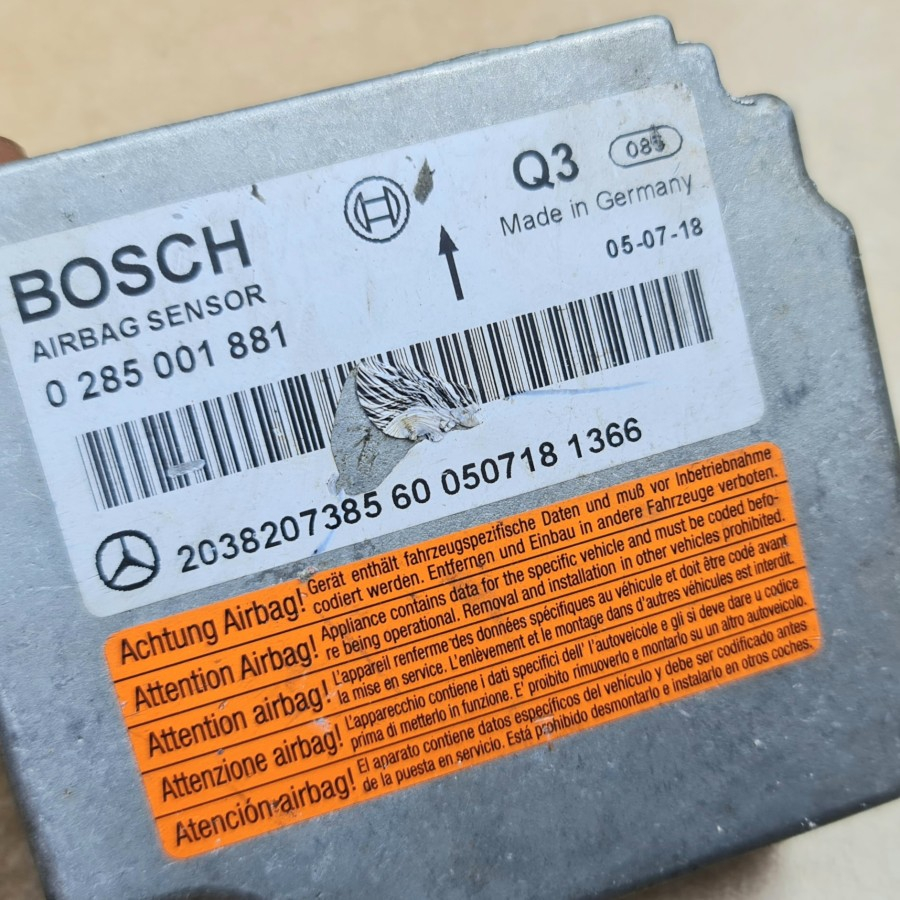 BOSCH
AIRBAG SENSOR
0 285 001 881
Q3
Made in Germany
05-07-18
2038207385 60 050718 1366
Achtung Airbag! Gerät enthält fahrzeugspezifische Daten und muß vor Inbetriebnahme
codiert werden. Entfernen und Einbau in andere Fahrzeuge verboten.
Attention Airbag! Appliance contains data for the specific vehicle and must be coded befo-
re being operational. Removal and installation in other vehicles prohibited.
Attention airbag! L'appareil renferme des données spécifiques au véhicule et doit être codé avant
la mise en service. L'enlèvement et le montage dans d'autres véhicules est interdit.
Attenzione airbag! L'apparecchio contiene i dati specifici dell' l'autoveicole e gli si deve dare u codice
prima di metterlo in funzione. E' proibito rimuoverlo e montarlo su un altro autoveicolo.
Atención airbag! El aparato contiene datos específicos del vehículo y debe ser codificado antes
de la puesta en servicio. Está prohibido desmontarlo e instalarlo en otros coches.